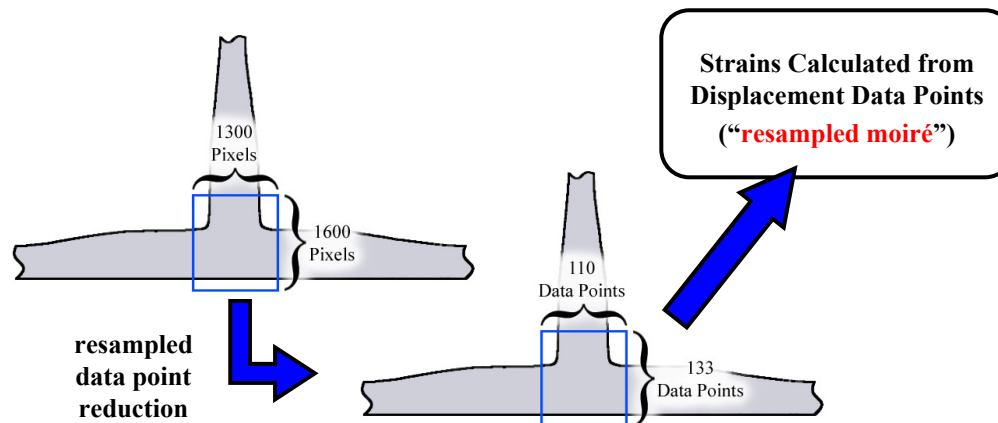 1300
Pixels
1600
Pixels
resampled
data point
reduction
110
Data Points
133
Data Points
Strains Calculated from
Displacement Data Points
(“resampled moiré”)